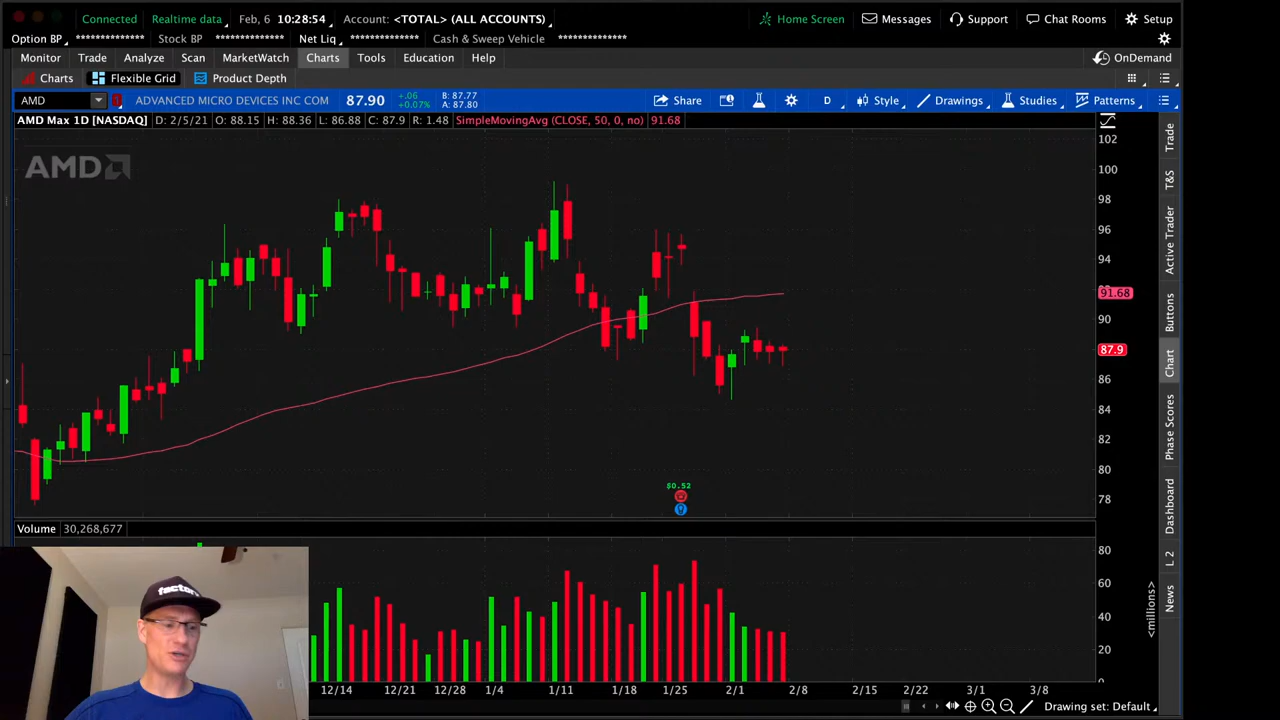 Connected Realtime data Feb, 6 10:28:54 Account: <TOTAL> (ALL ACCOUNTS) Home Screen Messages Support Chat Rooms Setup
Option BP ************** Stock BP ************** Net Liq ************** Cash & Sweep Vehicle **************
Monitor Trade Analyze Scan MarketWatch Charts Tools Education Help OnDemand
Charts Flexible Grid Product Depth
AMD ADVANCED MICRO DEVICES INC COM 87.90 +.06 +0.07% B: 87.77 A: 87.80 Share D Style Drawings Studies Patterns
AMD Max 1D [NASDAQ] D: 2/5/21 O: 88.15 H: 88.36 L: 86.88 C: 87.9 R: 1.48 SimpleMovingAvg (CLOSE, 50, 0, no) 91.68
AMD
102
100
98
96
94
91.68
90
87.9
86
84
82
80
78
$0.52
Trade
T&S
Active Trader
Buttons
Chart
Phase Scores
Dashboard
L 2
News
Volume 30,268,677
80
60
40
20
0
<millions>
factor
12/14 12/21 12/28 1/4 1/11 1/18 1/25 2/1 2/8 2/15 2/22 3/1 3/8
Drawing set: Default